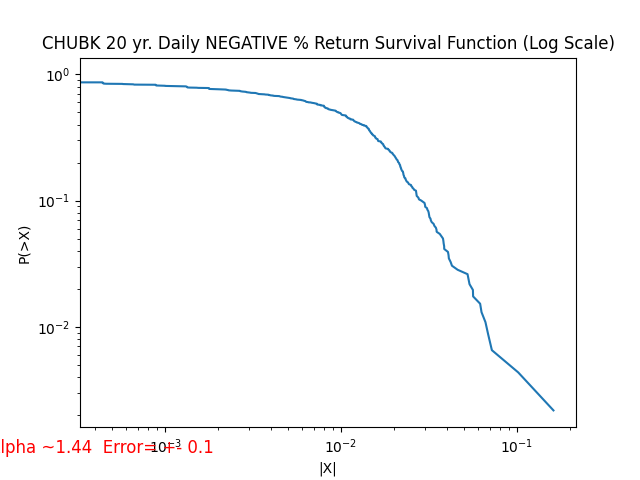 CHUBK 20 yr. Daily NEGATIVE % Return Survival Function (Log Scale)
10⁰
10⁻¹
P(>X)
10⁻²
lpha ~1.44 Error= +- 0.1
10⁻³
10⁻²
10⁻¹
|X|